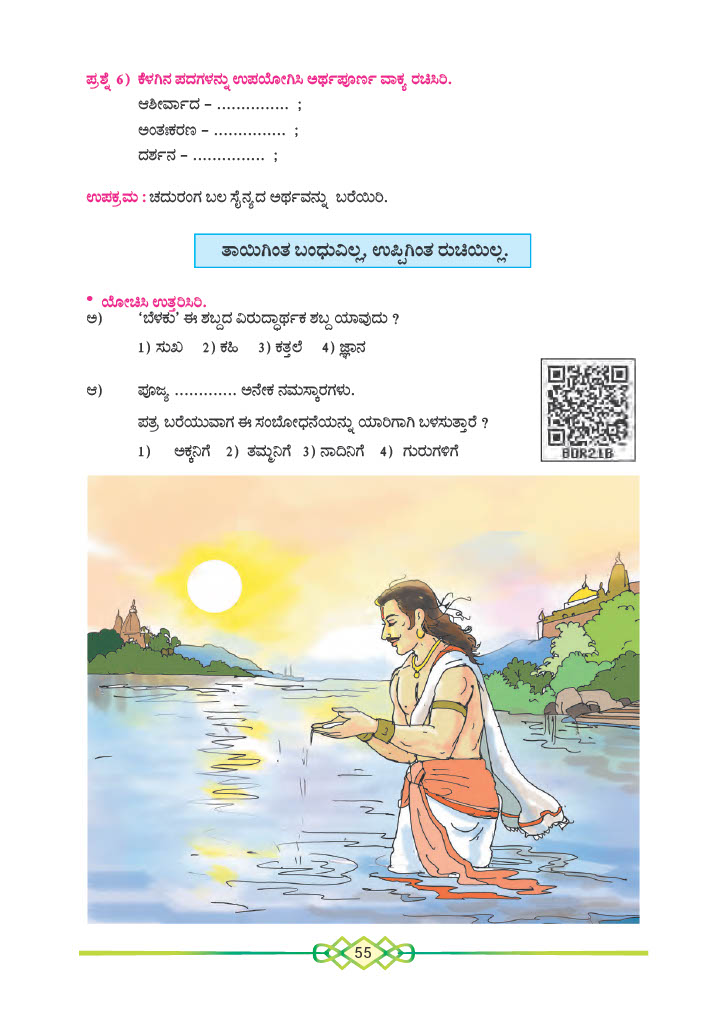 ಪ್ರಶ್ನೆ 6) ಕೆಳಗಿನ ಪದಗಳನ್ನು ಉಪಯೋಗಿಸಿ ಅರ್ಥಪೂರ್ಣ ವಾಕ್ಯ ರಚಿಸಿರಿ.
ಆಶೀರ್ವಾದ – ............... ;
ಅಂತಃಕರಣ – ............... ;
ದರ್ಶನ – ............... ;
ಉಪಕ್ರಮ : ಚದುರಂಗ ಬಲ ಸೈನ್ಯದ ಅರ್ಥವನ್ನು ಬರೆಯಿರಿ.
ತಾಯಿಗಿಂತ ಬಂಧುವಿಲ್ಲ, ಉಪ್ಪಿಗಿಂತ ರುಚಿಯಿಲ್ಲ.
• ಯೋಚಿಸಿ ಉತ್ತರಿಸಿರಿ.
ಅ) ‘ಬೆಳಕು’ ಈ ಶಬ್ದದ ವಿರುದ್ಧಾರ್ಥಕ ಶಬ್ದ ಯಾವುದು ?
1) ಸುಖ 2) ಕಹಿ 3) ಕತ್ತಲೆ 4) ಜ್ಞಾನ
ಆ) ಪೂಜ್ಯ ............. ಅನೇಕ ನಮಸ್ಕಾರಗಳು.
ಪತ್ರ ಬರೆಯುವಾಗ ಈ ಸಂಬೋಧನೆಯನ್ನು ಯಾರಿಗಾಗಿ ಬಳಸುತ್ತಾರೆ ?
1) ಅಕ್ಕನಿಗೆ 2) ತಮ್ಮನಿಗೆ 3) ನಾದಿನಿಗೆ 4) ಗುರುಗಳಿಗೆ
B0R21B
55